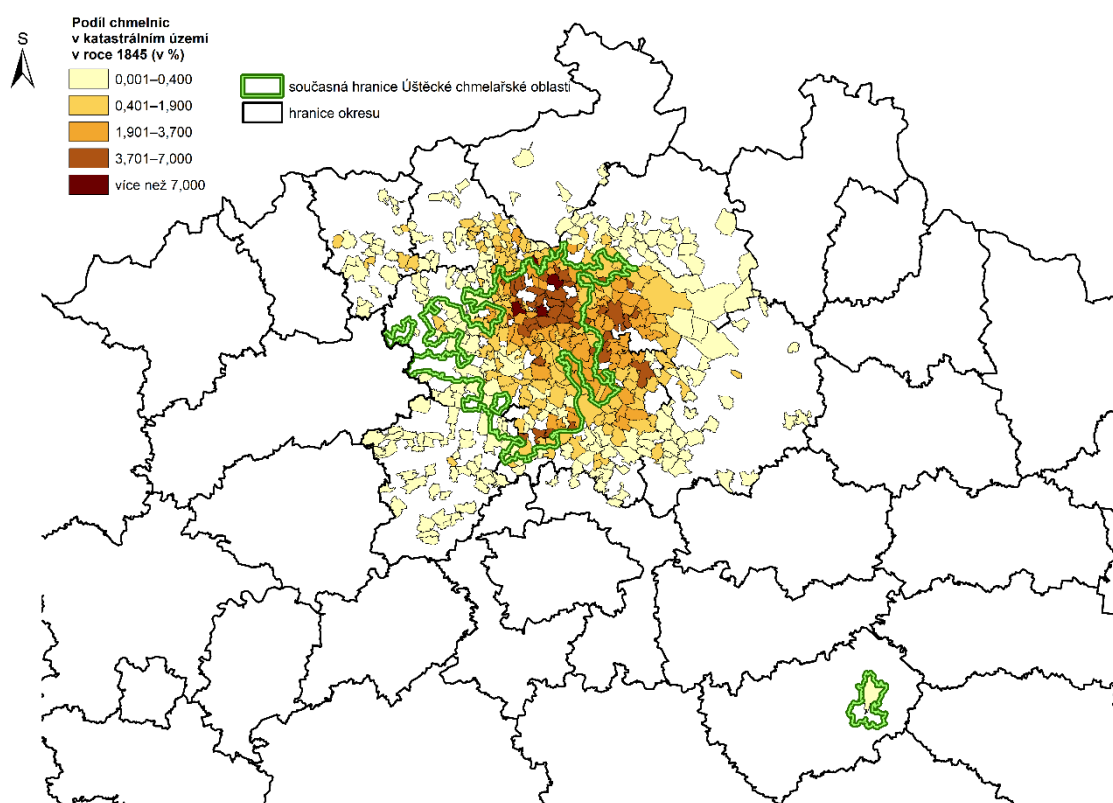 Podíl chmelnic
v katastrálním území
v roce 1845 (v %)
S
0,001–0,400
0,401–1,900
1,901–3,700
3,701–7,000
více než 7,000
současná hranice Úštěcké chmelařské oblasti
hranice okresu